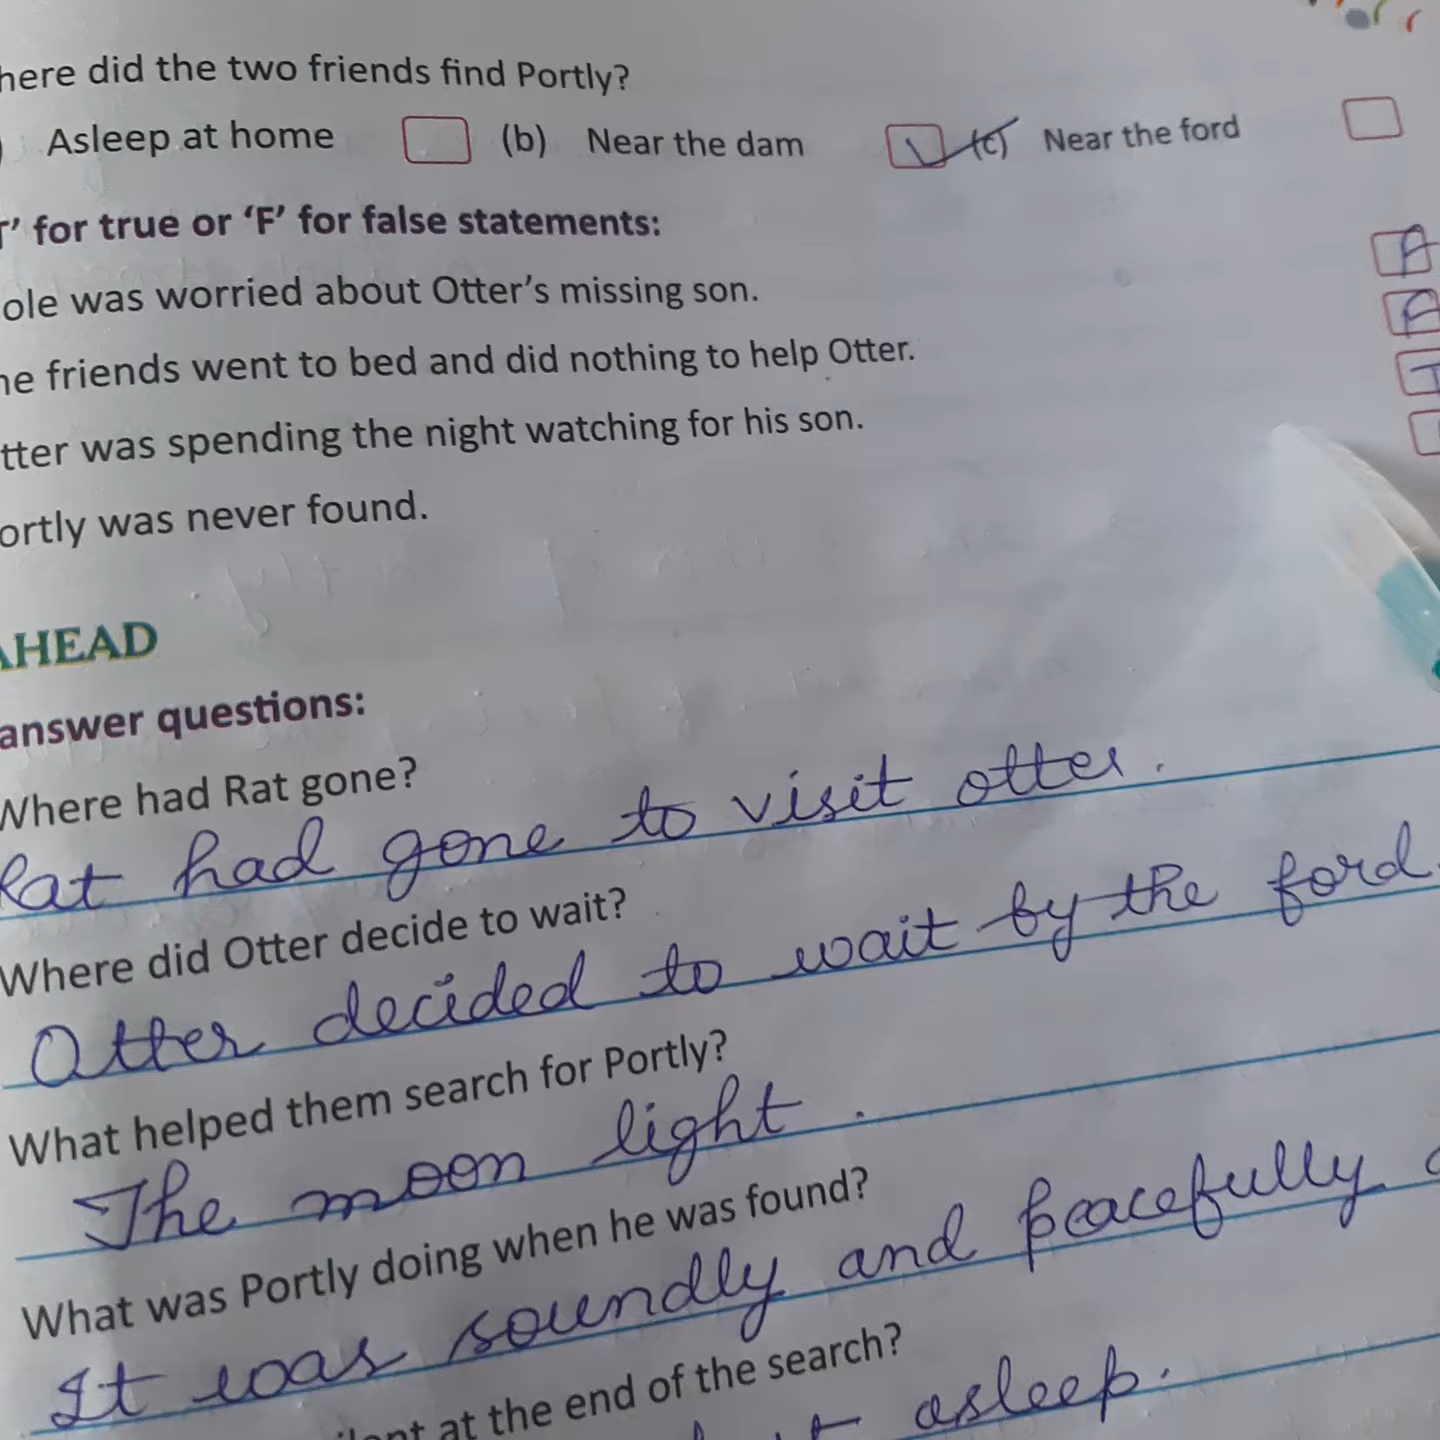 here did the two friends find Portly?
) Asleep at home (b) Near the dam (c) Near the ford
T' for true or 'F' for false statements:
ole was worried about Otter's missing son.
he friends went to bed and did nothing to help Otter. F
tter was spending the night watching for his son. T
ortly was never found.
AHEAD
answer questions:
Where had Rat gone?
Rat had gone to visit otter.
Where did Otter decide to wait?
Otter decided to wait by the ford.
What helped them search for Portly?
The moon light.
What was Portly doing when he was found?
It was soundly and peacefully
at the end of the search?
asleep.